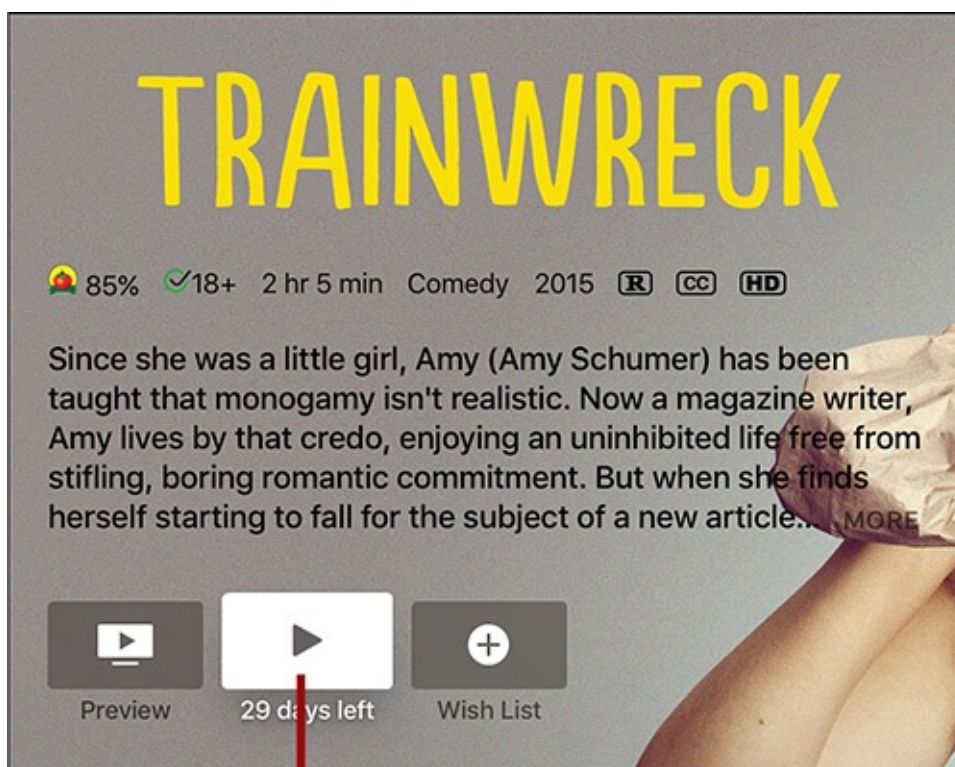 TRAINWRECK
85% 18+ 2 hr 5 min Comedy 2015 R CC HD
Since she was a little girl, Amy (Amy Schumer) has been
taught that monogamy isn't realistic. Now a magazine writer,
Amy lives by that credo, enjoying an uninhibited life free from
stifling, boring romantic commitment. But when she finds
herself starting to fall for the subject of a new article... MORE
Preview 29 days left Wish List